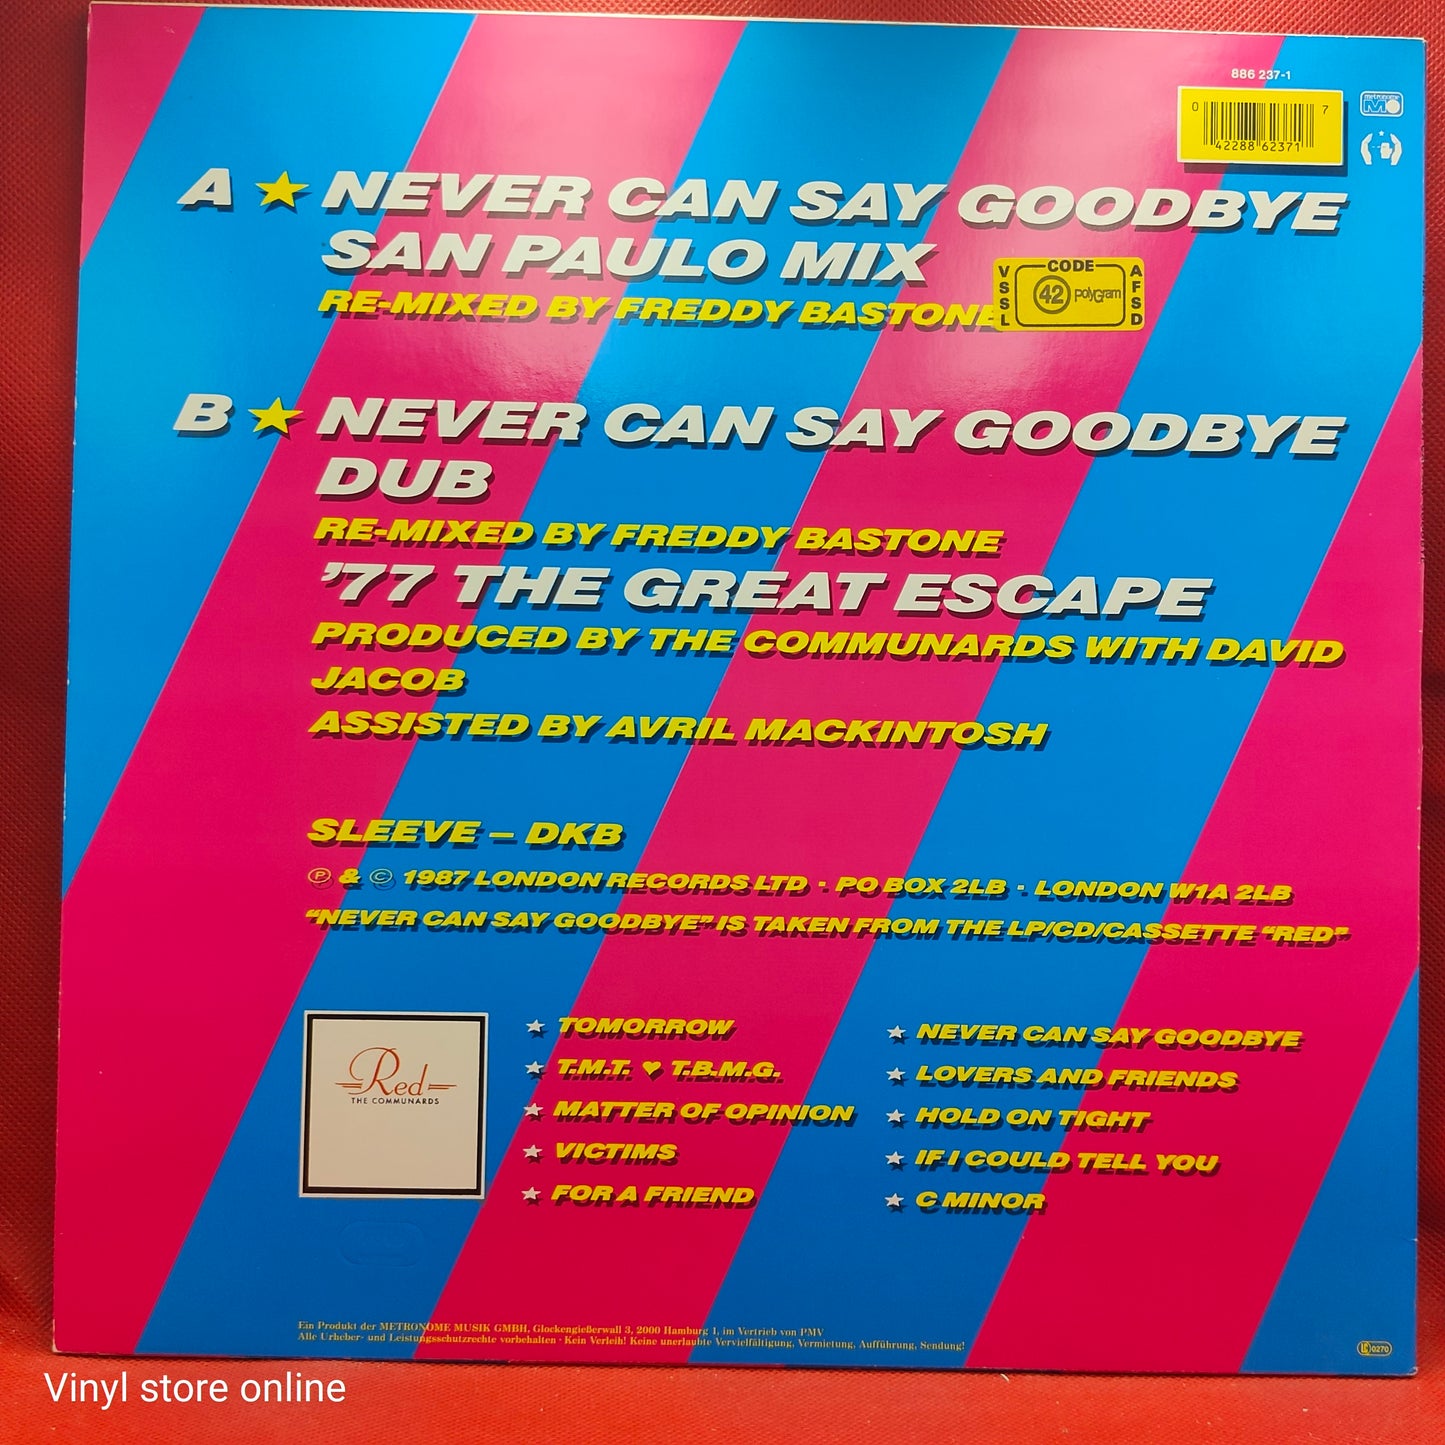 886 237-1
0 42288 62371 7
metronome
A ★ NEVER CAN SAY GOODBYE
SAN PAULO MIX
RE-MIXED BY FREDDY BASTONE
VSSL CODE AFSD
42 polyGram
B ★ NEVER CAN SAY GOODBYE
DUB
RE-MIXED BY FREDDY BASTONE
'77 THE GREAT ESCAPE
PRODUCED BY THE COMMUNARDS WITH DAVID
JACOB
ASSISTED BY AVRIL MACKINTOSH
SLEEVE – DKB
℗ & © 1987 LONDON RECORDS LTD · PO BOX 2LB · LONDON W1A 2LB
“NEVER CAN SAY GOODBYE” IS TAKEN FROM THE LP/CD/CASSETTE “RED”
Red
THE COMMUNARDS
★ TOMORROW
★ T.M.T. ♥ T.B.M.G.
★ MATTER OF OPINION
★ VICTIMS
★ FOR A FRIEND
★ NEVER CAN SAY GOODBYE
★ LOVERS AND FRIENDS
★ HOLD ON TIGHT
★ IF I COULD TELL YOU
★ C MINOR
Ein Produkt der METRONOME MUSIK GMBH, Glockengießerwall 3, 2000 Hamburg 1, im Vertrieb von PMV
Alle Urheber- und Leistungsschutzrechte vorbehalten · Kein Verleih! Keine unerlaubte Vervielfältigung, Vermietung, Aufführung, Sendung!
LC 0270
Vinyl store online